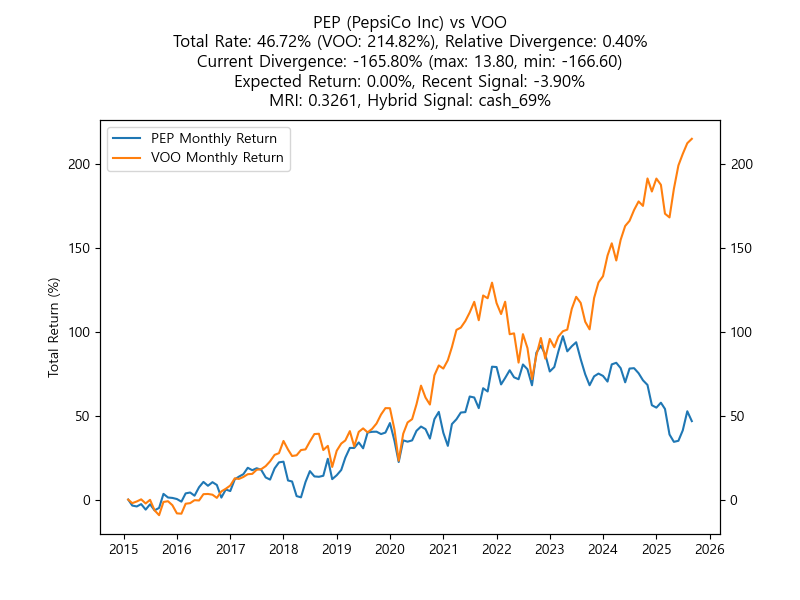 PEP (PepsiCo Inc) vs VOO
Total Rate: 46.72% (VOO: 214.82%), Relative Divergence: 0.40%
Current Divergence: -165.80% (max: 13.80, min: -166.60)
Expected Return: 0.00%, Recent Signal: -3.90%
MRI: 0.3261, Hybrid Signal: cash_69%
PEP Monthly Return
VOO Monthly Return
200
150
100
50
0
Total Return (%)
200
150
100
50
0
2015 2016 2017 2018 2019 2020 2021 2022 2023 2024 2025 2026